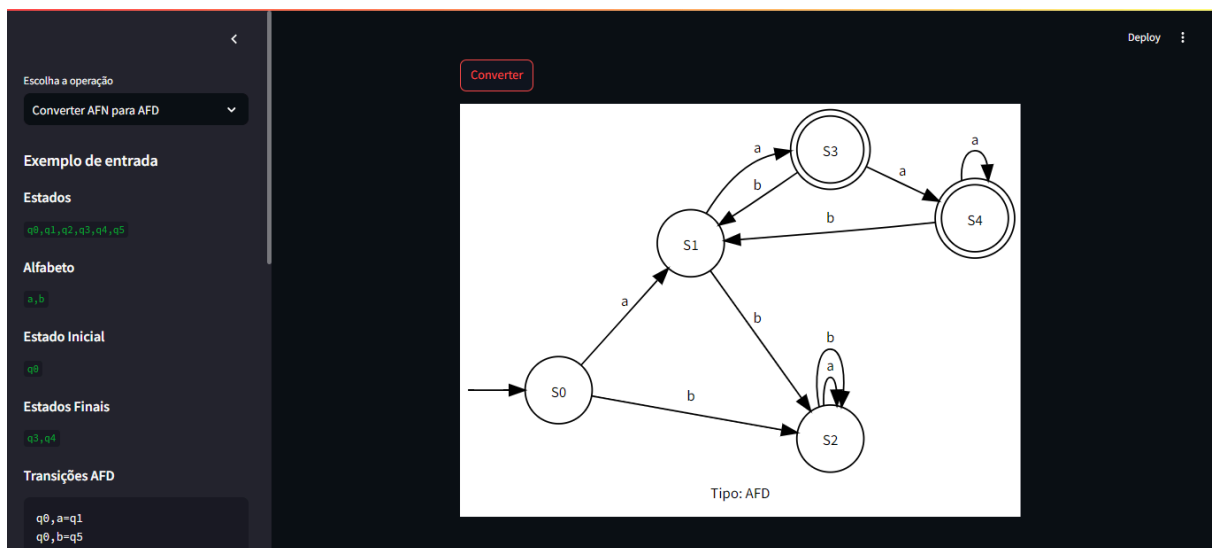 Deploy
Escolha a operação
Converter AFN para AFD
Exemplo de entrada
Estados
q0,q1,q2,q3,q4,q5
Alfabeto
a,b
Estado Inicial
q0
Estados Finais
q3,q4
Transições AFD
q0,a=q1
q0,b=q5
Converter
S3
a
a
a
b
S4
b
S1
a
b
b
a
S0
b
S2
Tipo: AFD